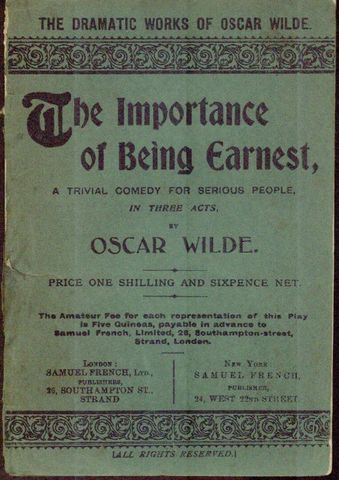 THE DRAMATIC WORKS OF OSCAR WILDE.
The Importance
of Being Earnest,
A TRIVIAL COMEDY FOR SERIOUS PEOPLE,
IN THREE ACTS,
BY
OSCAR WILDE.
PRICE ONE SHILLING AND SIXPENCE NET.
The Amateur Fee for each representation of this Play
is Five Guineas, payable in advance to
Samuel French, Limited, 26, Southampton-street,
Strand, London.
LONDON:
SAMUEL FRENCH, LTD.,
PUBLISHERS,
26, SOUTHAMPTON ST.,
STRAND
NEW YORK
SAMUEL FRENCH,
PUBLISHER,
24, WEST 22ND STREET
[ALL RIGHTS RESERVED.]